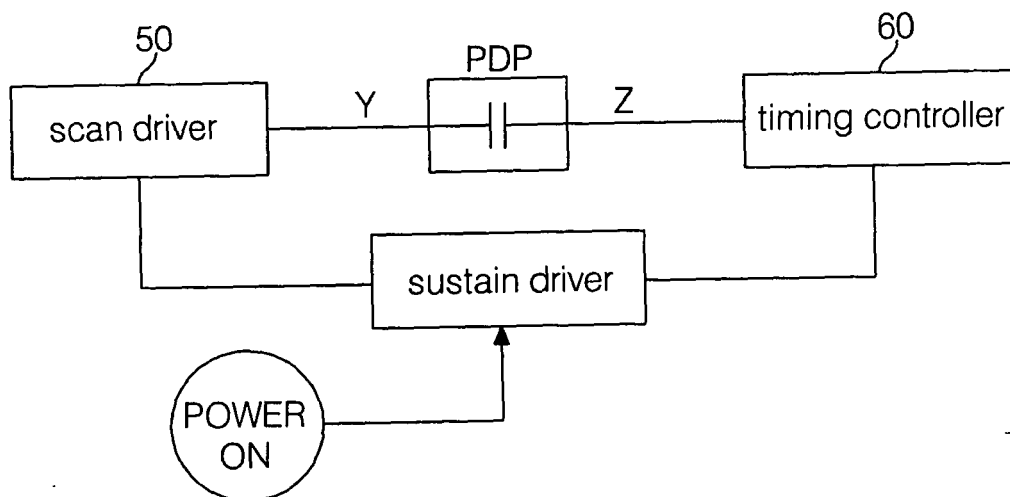 50
60
PDP
scan driver
Y
Z
timing controller
sustain driver
POWER
ON